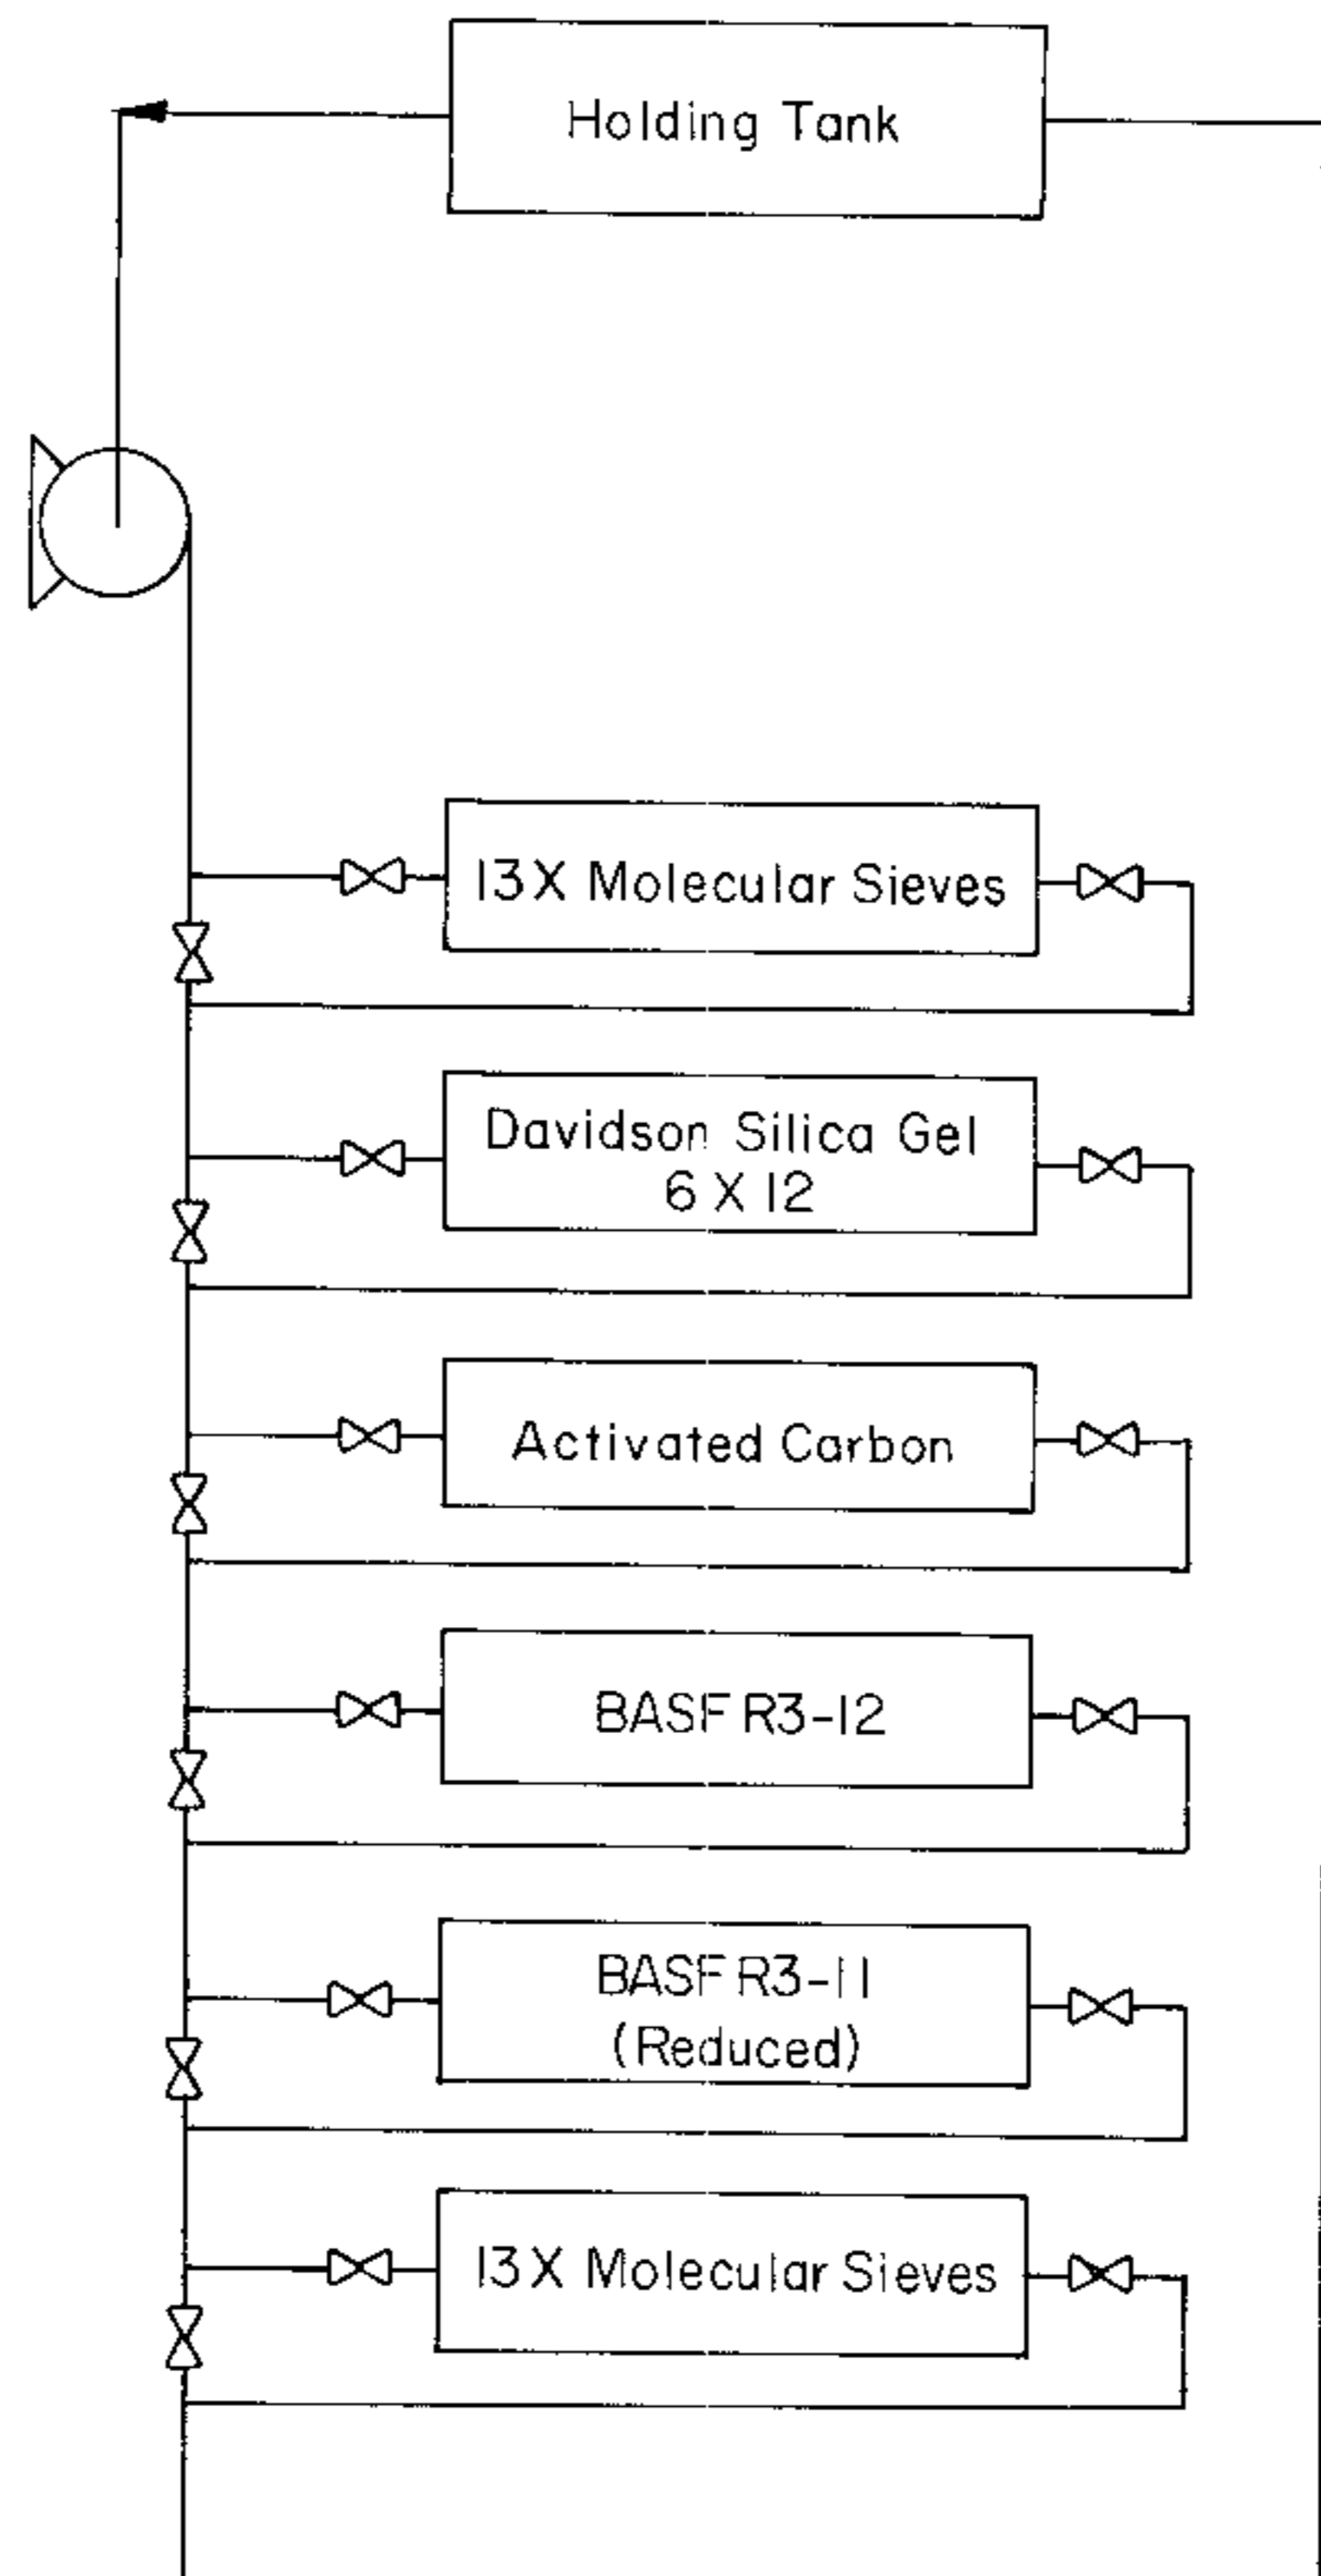 Holding Tank
13X Molecular Sieves
Davidson Silica Gel
6 X 12
Activated Carbon
BASF R3-12
BASF R3-11
(Reduced)
13X Molecular Sieves